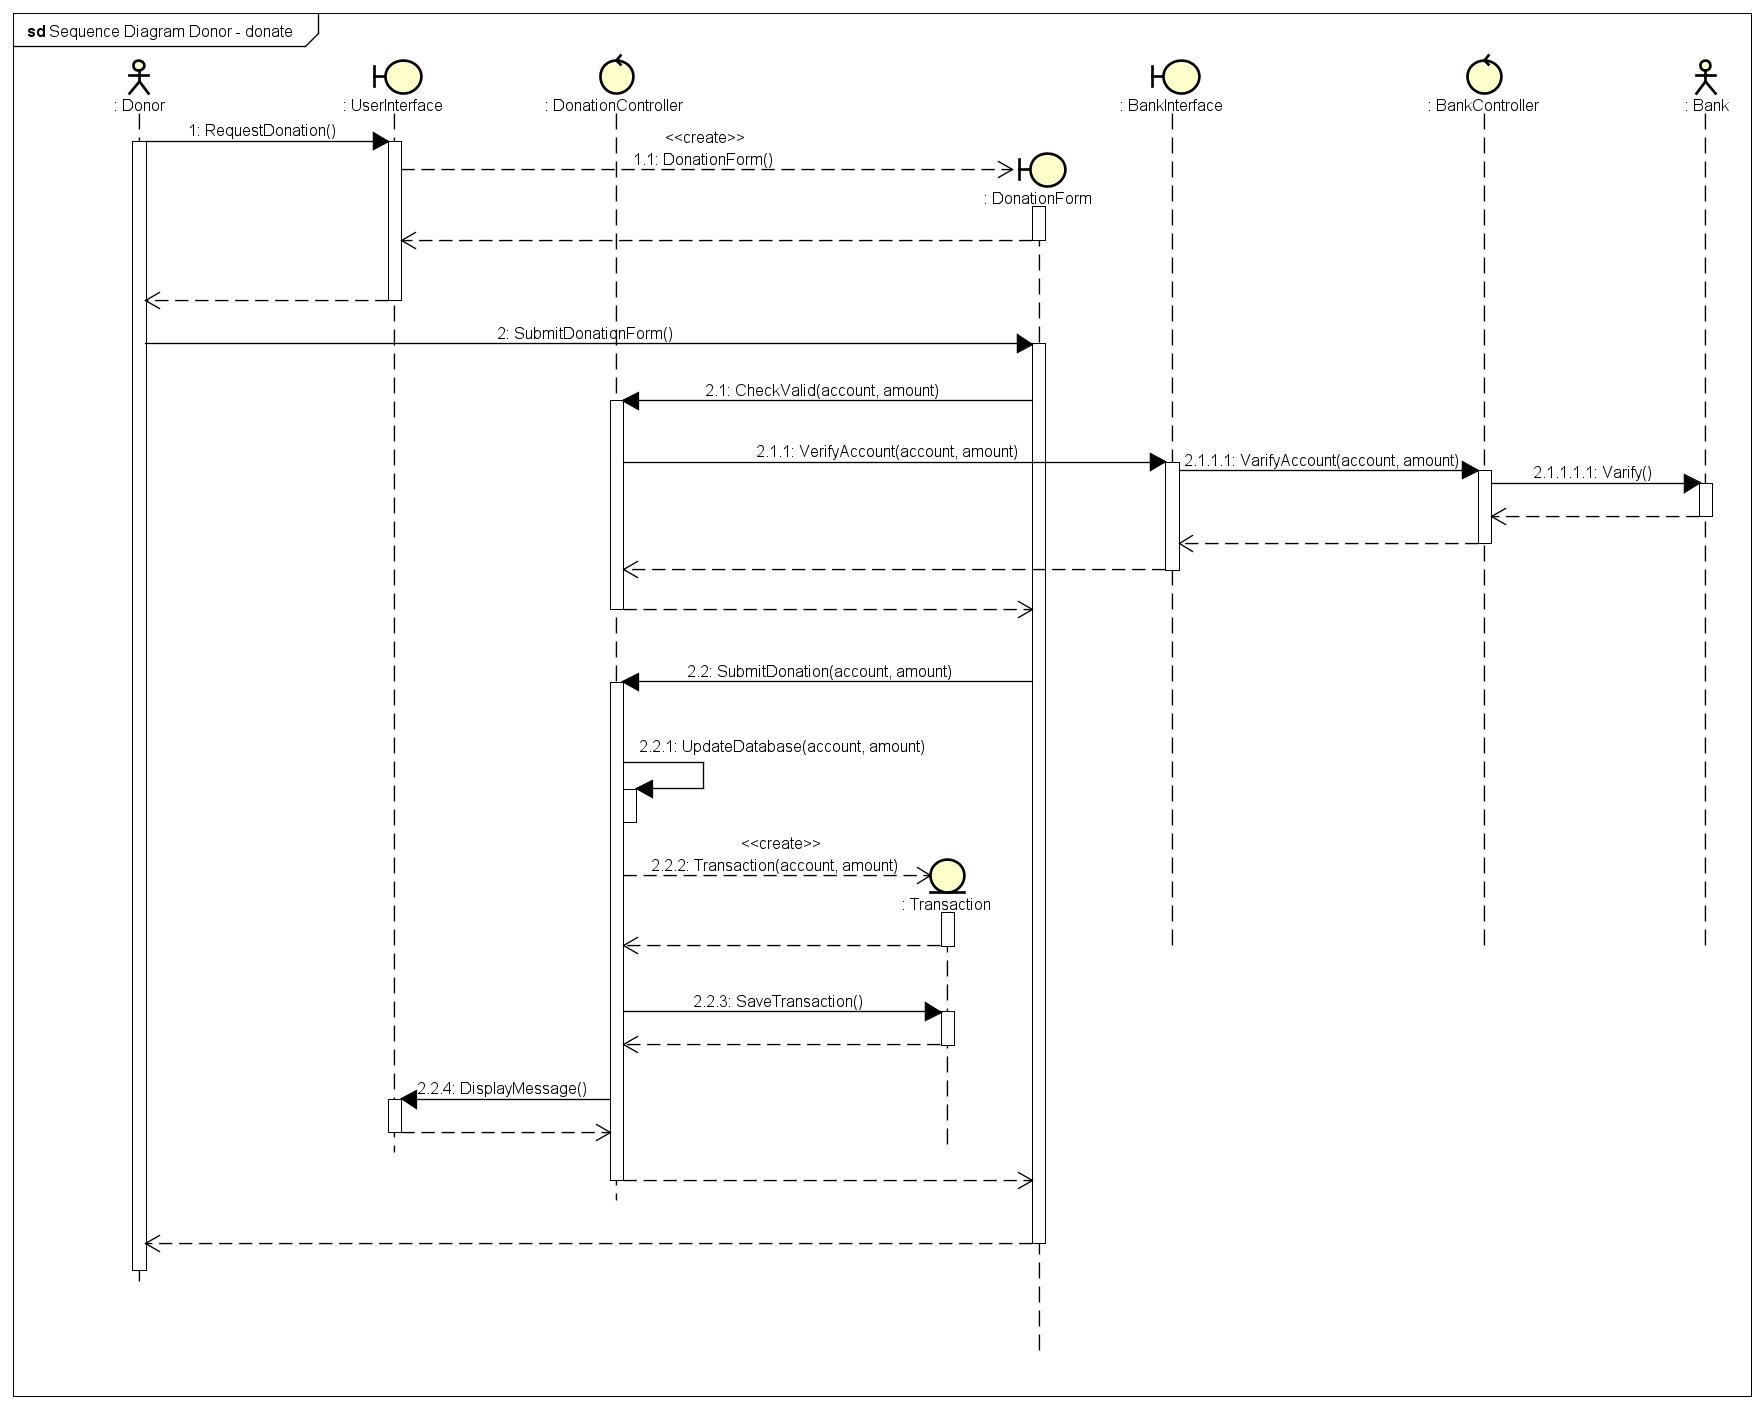 sd Sequence Diagram Donor - donate
: Donor
: UserInterface
: DonationController
: BankInterface
: BankController
: Bank
1: RequestDonation()
<<create>>
1.1: DonationForm()
: DonationForm
2: SubmitDonationForm()
2.1: CheckValid(account, amount)
2.1.1: VerifyAccount(account, amount)
2.1.1.1: VarifyAccount(account, amount)
2.1.1.1.1: Varify()
2.2: SubmitDonation(account, amount)
2.2.1: UpdateDatabase(account, amount)
<<create>>
2.2.2: Transaction(account, amount)
: Transaction
2.2.3: SaveTransaction()
2.2.4: DisplayMessage()